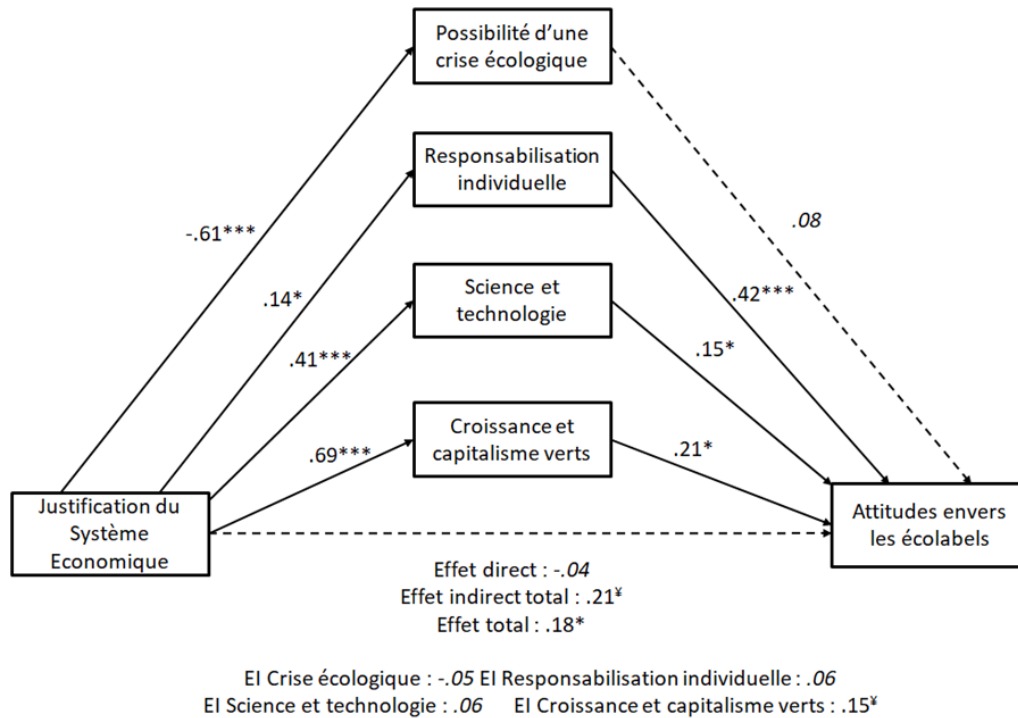 Possibilité d’une
crise écologique
Responsabilisation
individuelle
-.61***
.08
.14*
Science et
technologie
.42***
.41***
.15*
Croissance et
capitalisme verts
.69***
.21*
Justification du
Système
Economique
Attitudes envers
les écolabels
Effet direct : -.04
Effet indirect total : .21¥
Effet total : .18*
EI Crise écologique : -.05 EI Responsabilisation individuelle : .06
EI Science et technologie : .06 EI Croissance et capitalisme verts : .15¥